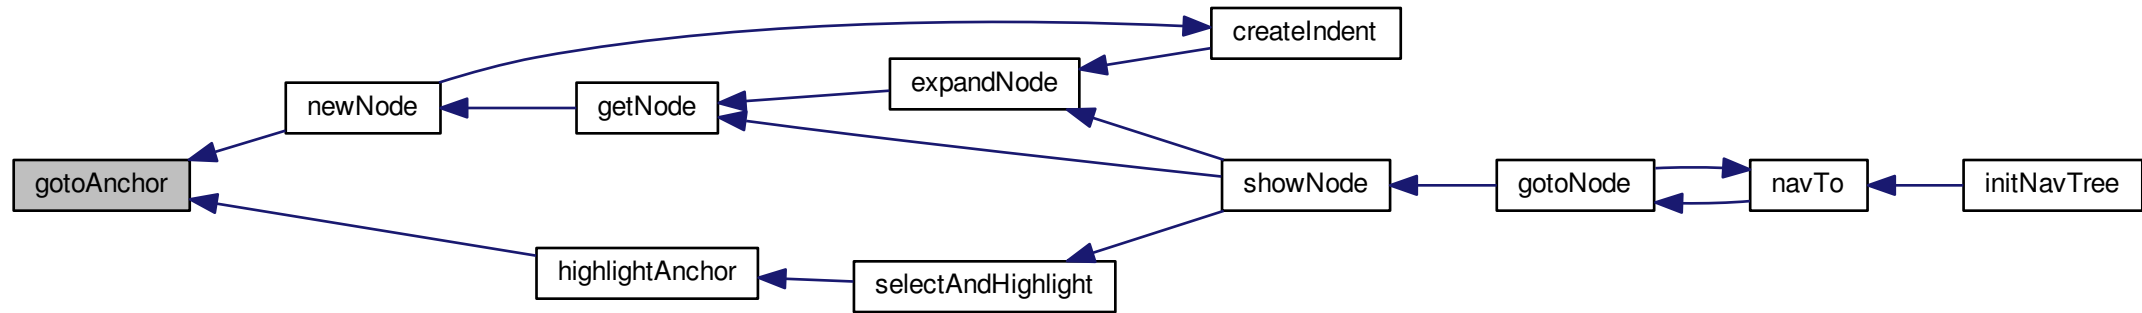 createIndent
expandNode
newNode
getNode
gotoAnchor
showNode
gotoNode
navTo
initNavTree
highlightAnchor
selectAndHighlight